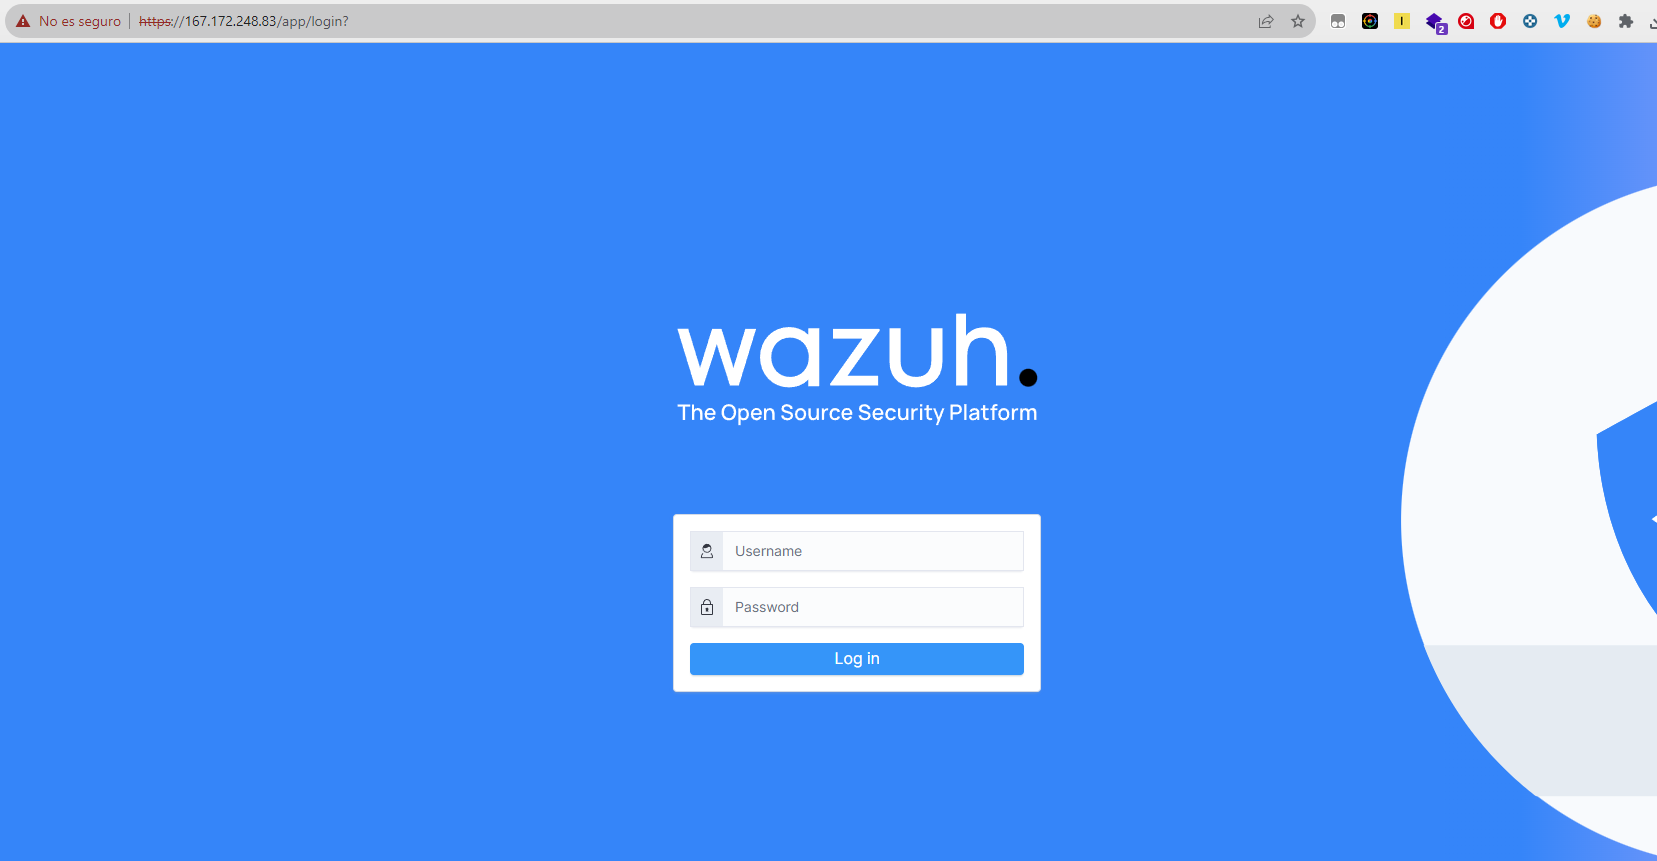 No es seguro | https://167.172.248.83/app/login?
I
2
wazuh.
The Open Source Security Platform
Username
Password
Log in